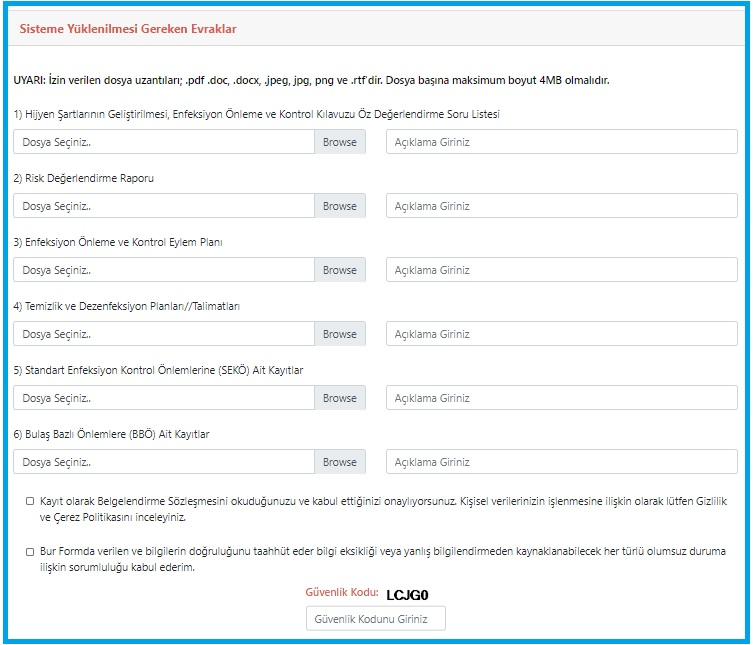 Sisteme Yüklenilmesi Gereken Evraklar
UYARI: İzin verilen dosya uzantıları; .pdf .doc, .docx, .jpeg, jpg, png ve .rtf'dir. Dosya başına maksimum boyut 4MB olmalıdır.
1) Hijyen Şartlarının Geliştirilmesi, Enfeksiyon Önleme ve Kontrol Kılavuzu Öz Değerlendirme Soru Listesi
Dosya Seçiniz.. Browse Açıklama Giriniz
2) Risk Değerlendirme Raporu
Dosya Seçiniz.. Browse Açıklama Giriniz
3) Enfeksiyon Önleme ve Kontrol Eylem Planı
Dosya Seçiniz.. Browse Açıklama Giriniz
4) Temizlik ve Dezenfeksiyon Planları//Talimatları
Dosya Seçiniz.. Browse Açıklama Giriniz
5) Standart Enfeksiyon Kontrol Önlemlerine (SEKÖ) Ait Kayıtlar
Dosya Seçiniz.. Browse Açıklama Giriniz
6) Bulaş Bazlı Önlemlere (BBÖ) Ait Kayıtlar
Dosya Seçiniz.. Browse Açıklama Giriniz
Kayıt olarak Belgelendirme Sözleşmesini okuduğunuzu ve kabul ettiğinizi onaylıyorsunuz. Kişisel verilerinizin işlenmesine ilişkin olarak lütfen Gizlilik
ve Çerez Politikasını inceleyiniz.
Bur Formda verilen ve bilgilerin doğruluğunu taahhüt eder bilgi eksikliği veya yanlış bilgilendirmeden kaynaklanabilecek her türlü olumsuz duruma
ilişkin sorumluluğu kabul ederim.
Güvenlik Kodu: LCJG0
Güvenlik Kodunu Giriniz